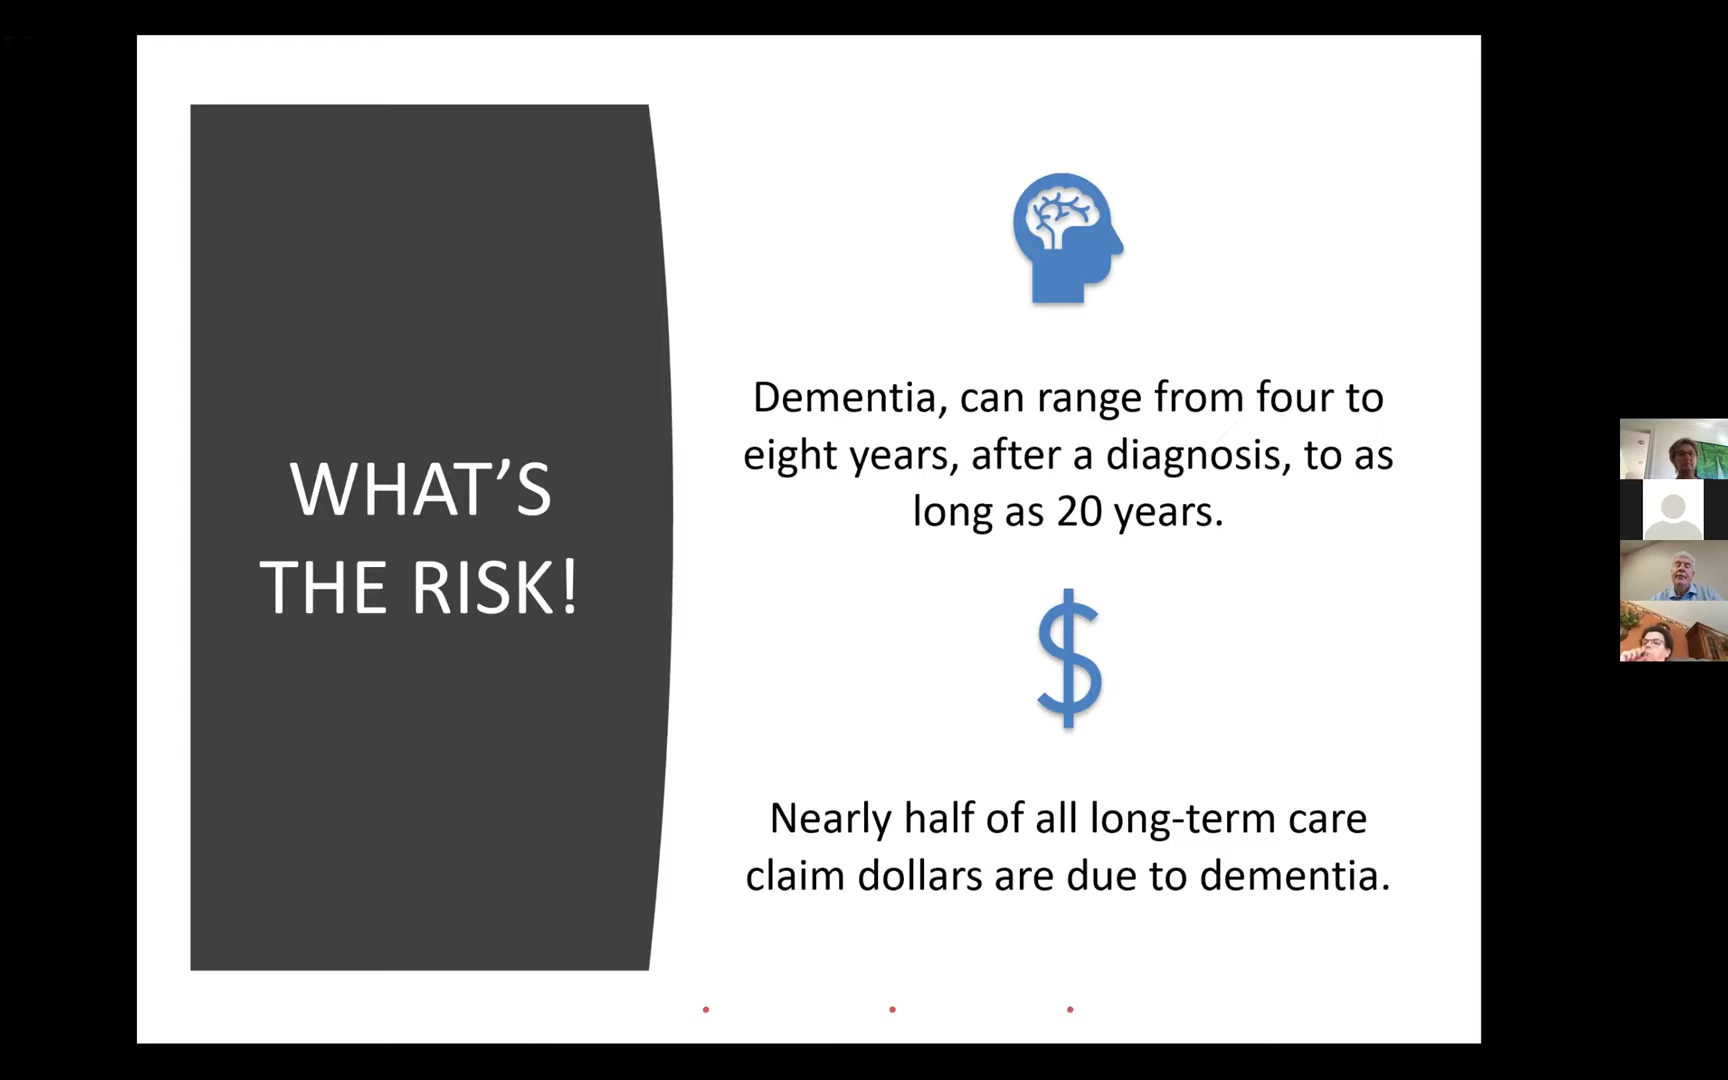 WHAT’S
THE RISK!
Dementia, can range from four to
eight years, after a diagnosis, to as
long as 20 years.
$
Nearly half of all long-term care
claim dollars are due to dementia.